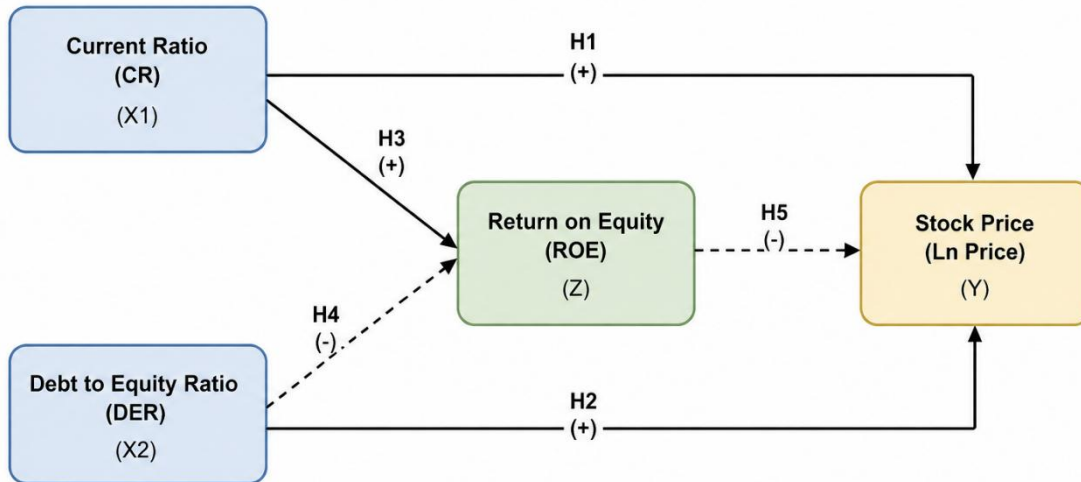 Current Ratio
(CR)
(X1)
H1
(+)
H3
(+)
Return on Equity
(ROE)
(Z)
H5
(-)
Stock Price
(Ln Price)
(Y)
H4
(-)
Debt to Equity Ratio
(DER)
(X2)
H2
(+)